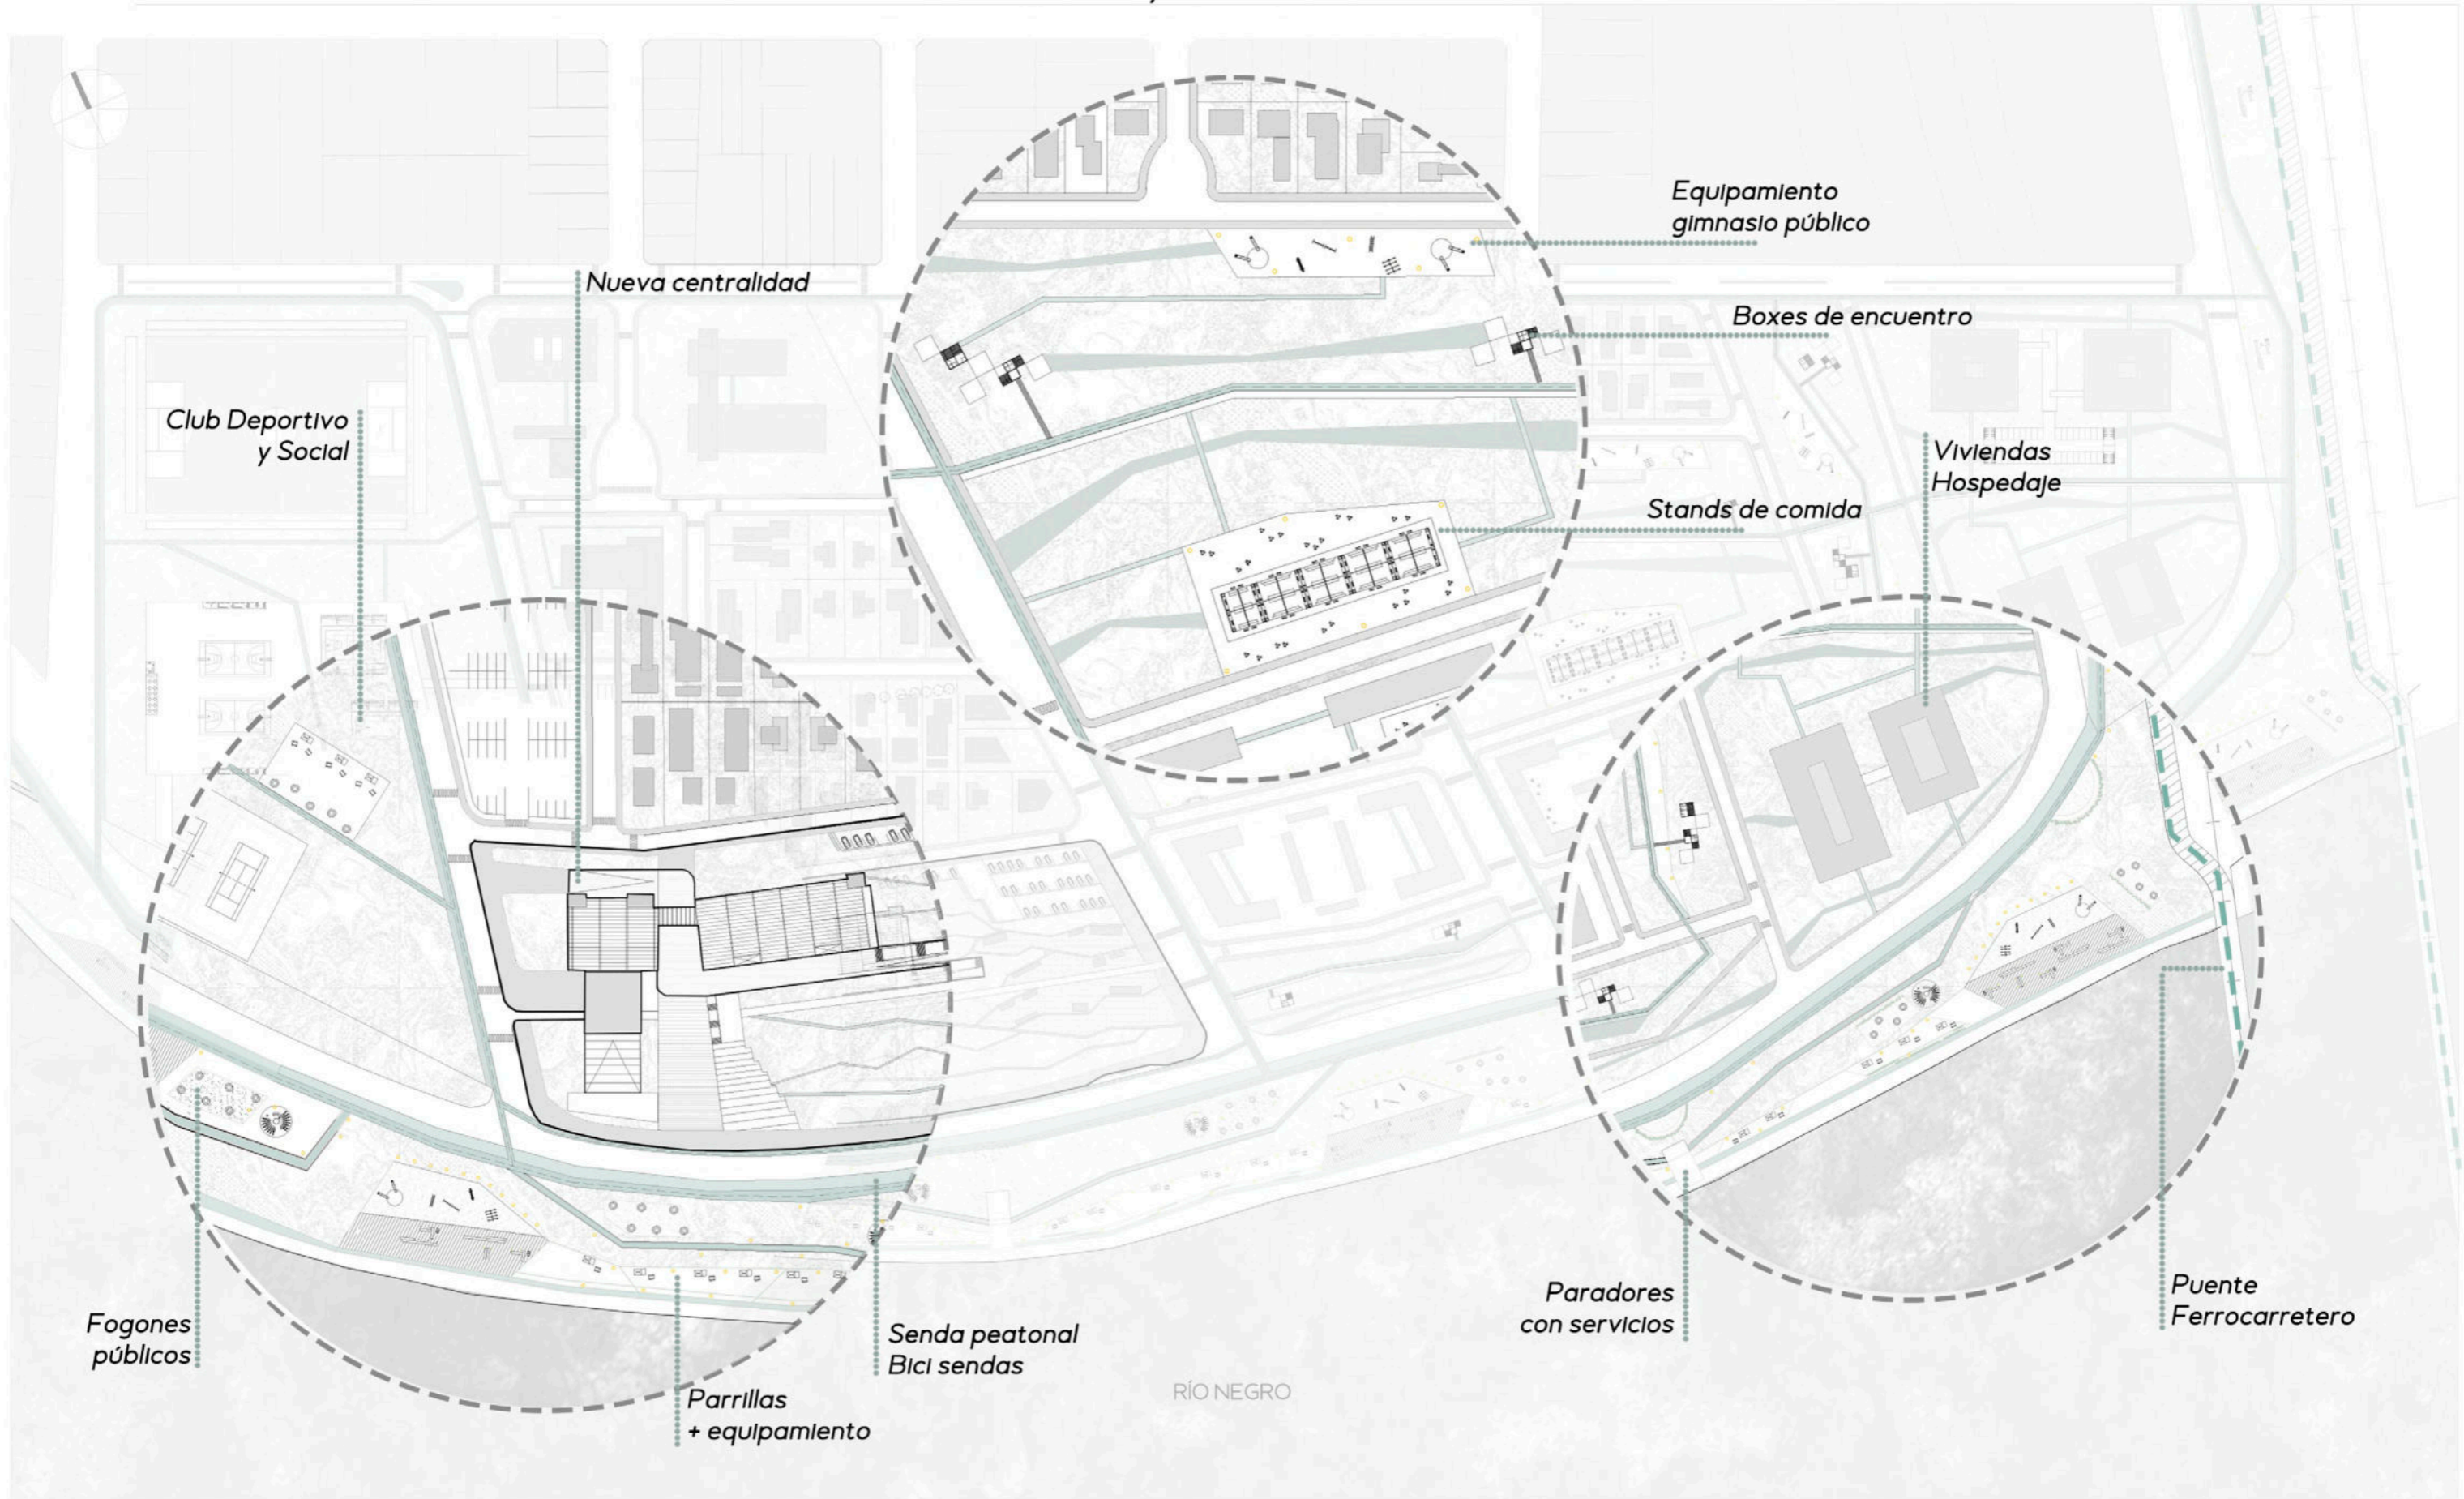 Equipamiento
gimnasio público
Nueva centralidad
Boxes de encuentro
Club Deportivo
y Social
Viviendas
Hospedaje
Stands de comida
Fogones
públicos
Senda peatonal
Bici sendas
Parrillas
+ equipamiento
RÍO NEGRO
Paradores
con servicios
Puente
Ferrocarretero